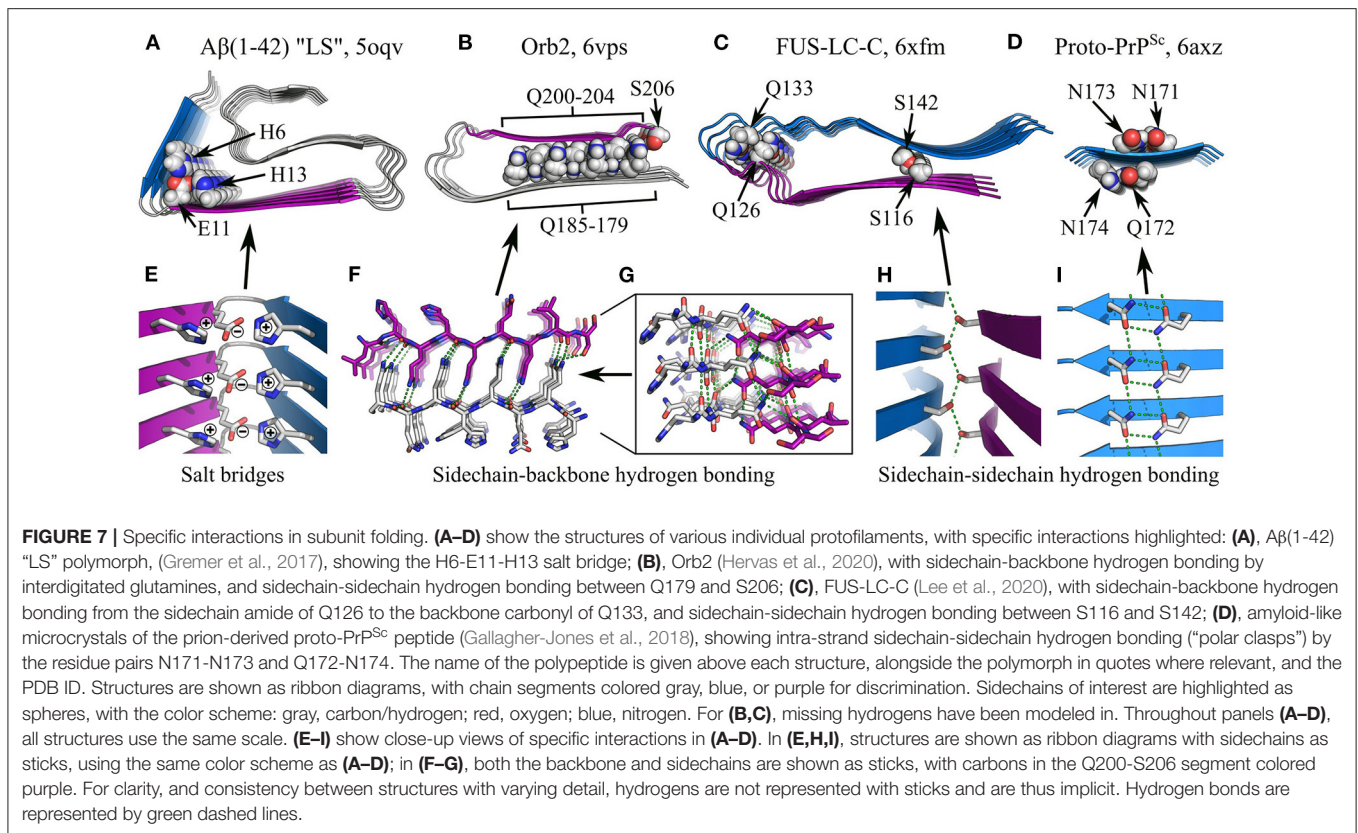 A Aβ(1-42) "LS", 5oqv
B Orb2, 6vps
C FUS-LC-C, 6xfm
D Proto-PrP^Sc, 6axz
H6
H13
E11
Q200-204
S206
Q185-179
Q133
S142
Q126
S116
N173
N171
N174
Q172
E
F
G
H
I
+ − +
+ − +
+ − +
Salt bridges
Sidechain-backbone hydrogen bonding
Sidechain-sidechain hydrogen bonding
FIGURE 7 | Specific interactions in subunit folding. (A–D) show the structures of various individual protofilaments, with specific interactions highlighted: (A), Aβ(1-42)
“LS” polymorph, (Gremer et al., 2017), showing the H6-E11-H13 salt bridge; (B), Orb2 (Hervas et al., 2020), with sidechain-backbone hydrogen bonding by
interdigitated glutamines, and sidechain-sidechain hydrogen bonding between Q179 and S206; (C), FUS-LC-C (Lee et al., 2020), with sidechain-backbone hydrogen
bonding from the sidechain amide of Q126 to the backbone carbonyl of Q133, and sidechain-sidechain hydrogen bonding between S116 and S142; (D), amyloid-like
microcrystals of the prion-derived proto-PrP^Sc peptide (Gallagher-Jones et al., 2018), showing intra-strand sidechain-sidechain hydrogen bonding (“polar clasps”) by
the residue pairs N171-N173 and Q172-N174. The name of the polypeptide is given above each structure, alongside the polymorph in quotes where relevant, and the
PDB ID. Structures are shown as ribbon diagrams, with chain segments colored gray, blue, or purple for discrimination. Sidechains of interest are highlighted as
spheres, with the color scheme: gray, carbon/hydrogen; red, oxygen; blue, nitrogen. For (B,C), missing hydrogens have been modeled in. Throughout panels (A–D),
all structures use the same scale. (E–I) show close-up views of specific interactions in (A–D). In (E,H,I), structures are shown as ribbon diagrams with sidechains as
sticks, using the same color scheme as (A–D); in (F–G), both the backbone and sidechains are shown as sticks, with carbons in the Q200-S206 segment colored
purple. For clarity, and consistency between structures with varying detail, hydrogens are not represented with sticks and are thus implicit. Hydrogen bonds are
represented by green dashed lines.